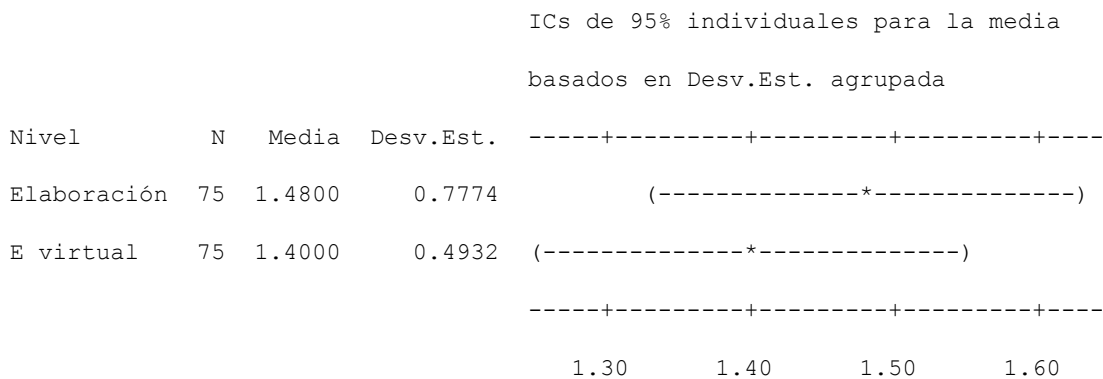 ICs de 95% individuales para la media
basados en Desv.Est. agrupada
Nivel N Media Desv.Est. -----+---------+---------+---------+----
Elaboración 75 1.4800 0.7774 (--------------*--------------)
E virtual 75 1.4000 0.4932 (--------------*--------------)
-----+---------+---------+---------+----
1.30 1.40 1.50 1.60